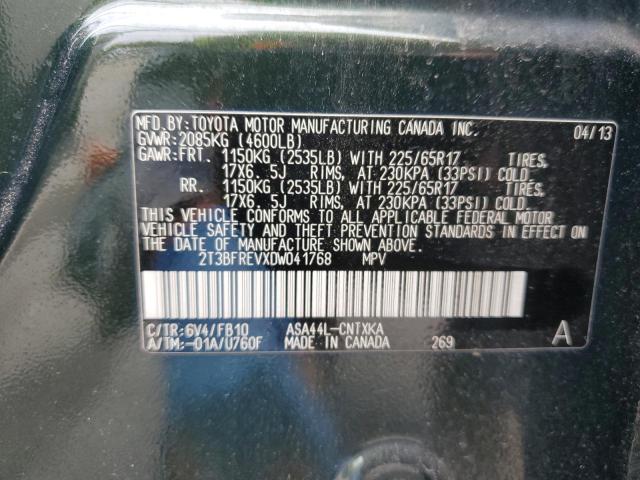 MFD.BY:TOYOTA MOTOR MANUFACTURING CANADA INC. 04/13
GVWR:2085KG (4600LB)
GAWR:FRT. 1150KG (2535LB) WITH 225/65R17 TIRES,
17X6. 5J RIMS, AT 230KPA (33PSI) COLD.
RR. 1150KG (2535LB) WITH 225/65R17 TIRES,
17X6. 5J RIMS, AT 230KPA (33PSI) COLD.
THIS VEHICLE CONFORMS TO ALL APPLICABLE FEDERAL MOTOR
VEHICLE SAFETY AND THEFT PREVENTION STANDARDS IN EFFECT ON
THE DATE OF MANUFACTURE SHOWN ABOVE.
2T3BFREVXDW041768 MPV
C/TR:6V4/FB10 ASA44L-CNTXKA
A/TM:-01A/U760F MADE IN CANADA 269 A